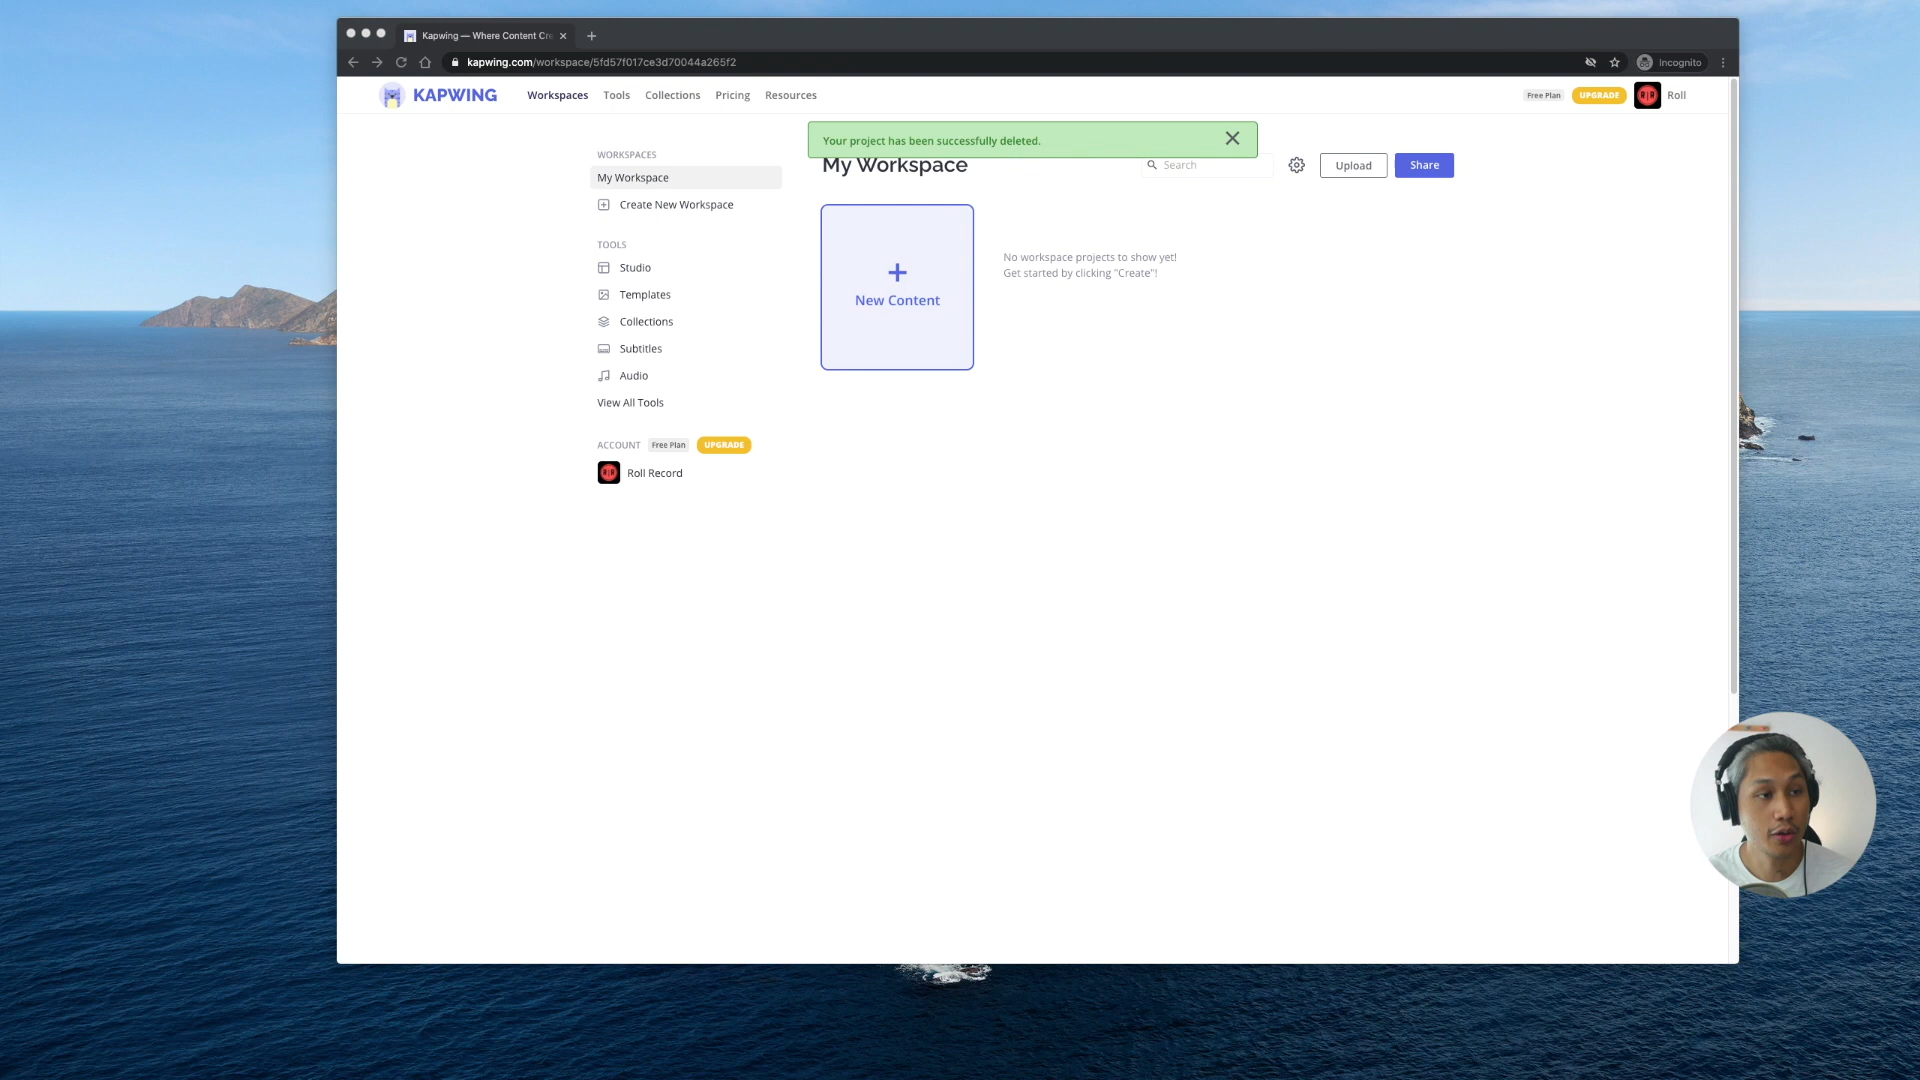 Kapwing — Where Content Cre
kapwing.com/workspace/5fd57f017ce3d70044a265f2
Incognito
KAPWING
Workspaces
Tools
Collections
Pricing
Resources
Free Plan
UPGRADE
Roll
Your project has been successfully deleted.
WORKSPACES
My Workspace
Create New Workspace
TOOLS
Studio
Templates
Collections
Subtitles
Audio
View All Tools
ACCOUNT
Free Plan
UPGRADE
Roll Record
My Workspace
Search
Upload
Share
New Content
No workspace projects to show yet!
Get started by clicking "Create"!